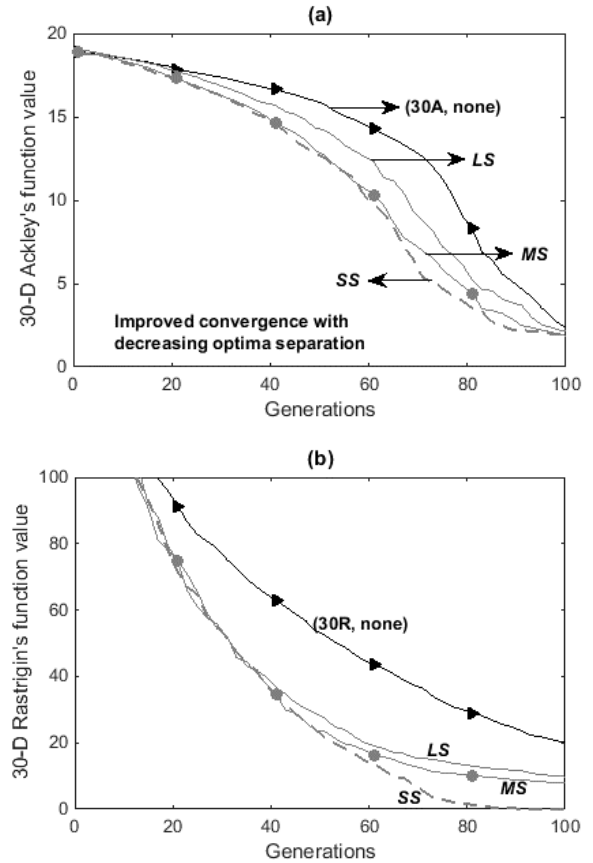 (a)
30-D Ackley's function value
20
15
10
5
0
(30A, none)
LS
MS
SS
Improved convergence with
decreasing optima separation
0 20 40 60 80 100
Generations
(b)
30-D Rastrigin's function value
100
80
60
40
20
0
(30R, none)
LS
MS
SS
0 20 40 60 80 100
Generations